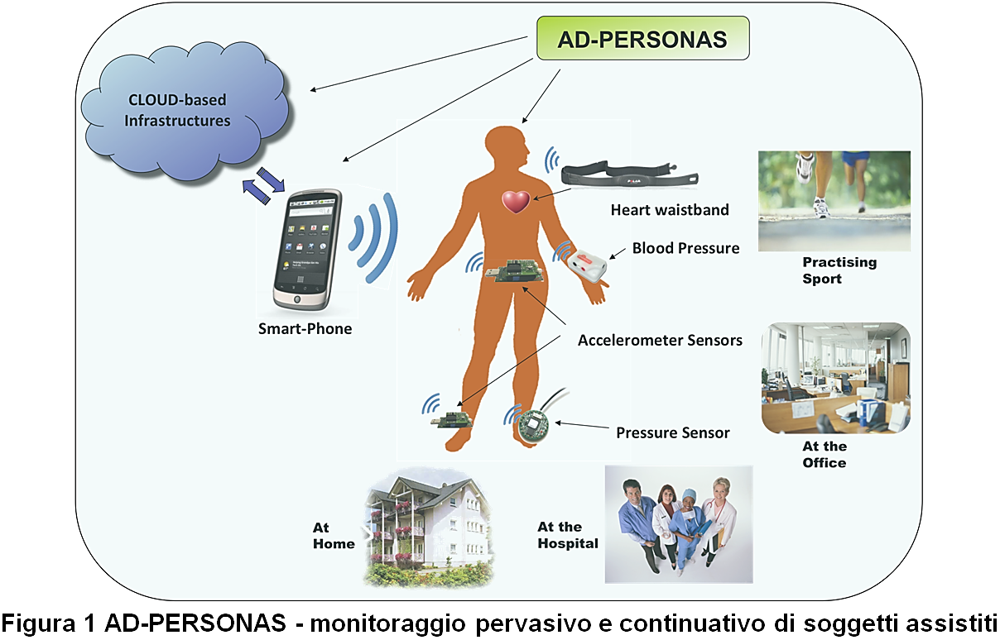 AD-PERSONAS
CLOUD-based
Infrastructures
POLAR
Heart waistband
Blood Pressure
Smart-Phone
Accelerometer Sensors
Pressure Sensor
Practising
Sport
At the
Office
At
Home
At the
Hospital
Figura 1 AD-PERSONAS - monitoraggio pervasivo e continuativo di soggetti assistiti